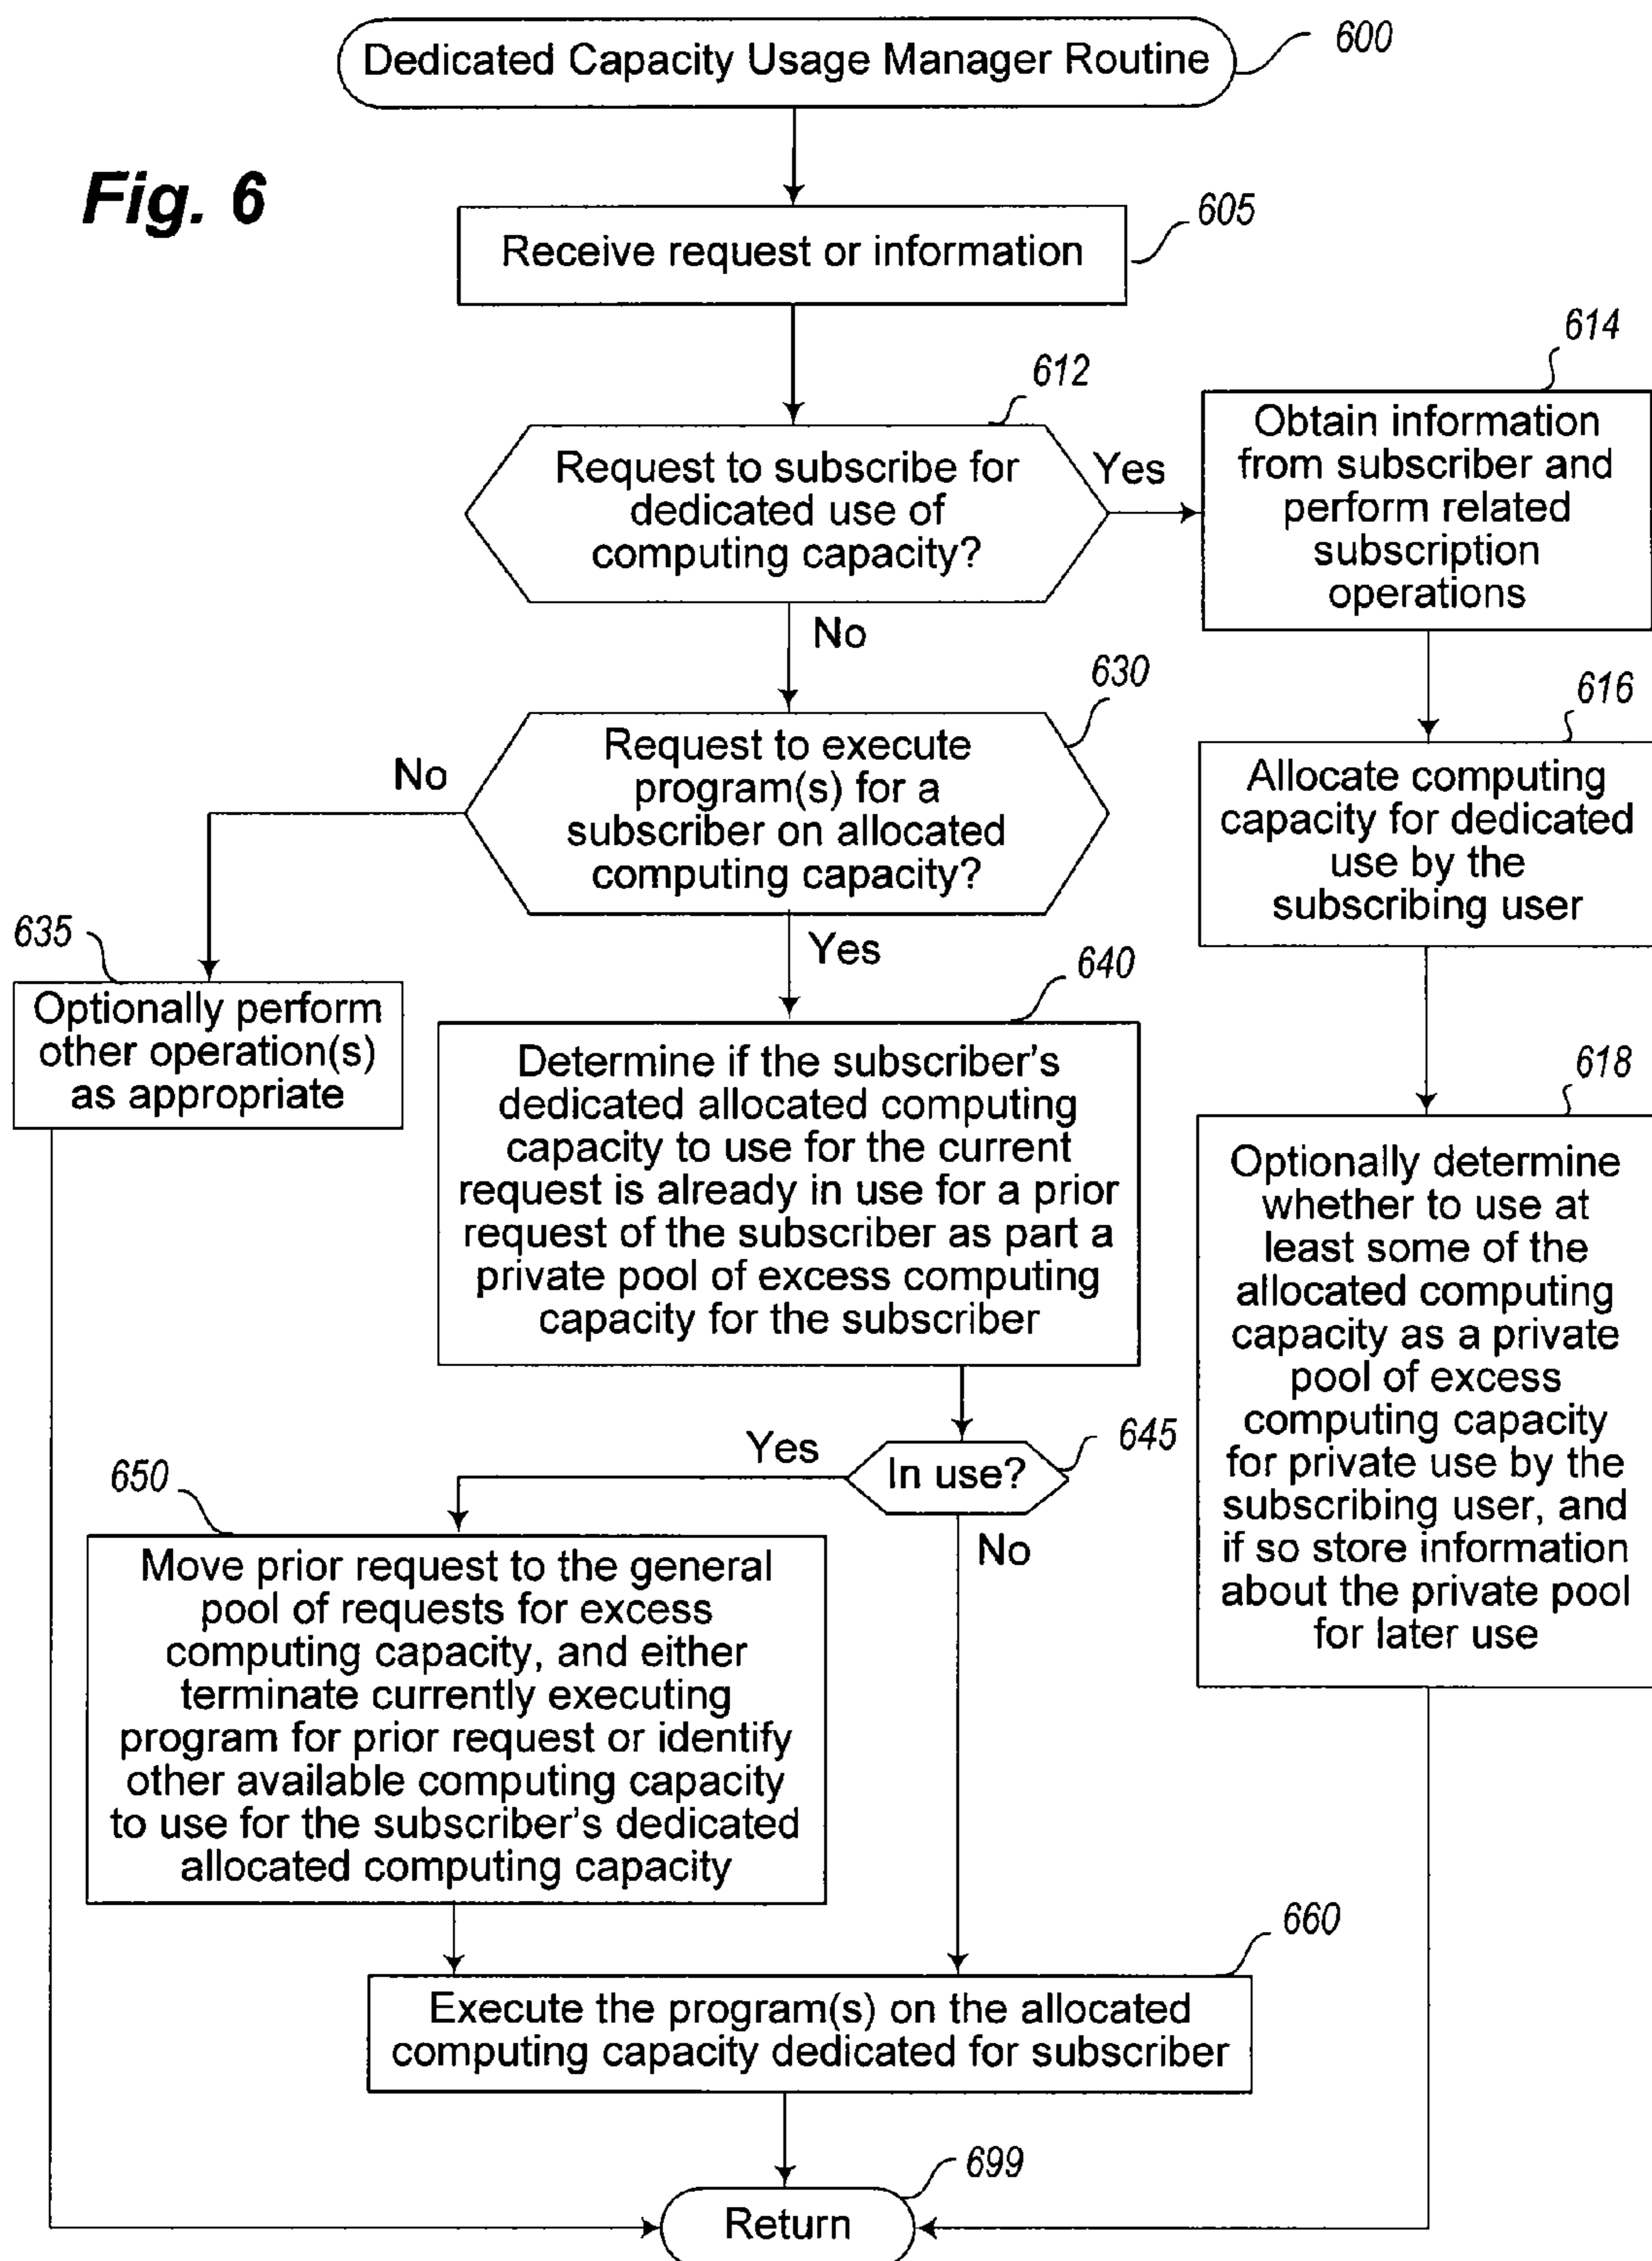 Dedicated Capacity Usage Manager Routine
600
Fig. 6
605
Receive request or information
614
612
Request to subscribe for
dedicated use of
computing capacity?
Yes
Obtain information
from subscriber and
perform related
subscription
operations
No
630
616
Request to execute
program(s) for a
subscriber on allocated
computing capacity?
No
Allocate computing
capacity for dedicated
use by the
subscribing user
635
Yes
640
Optionally perform
other operation(s)
as appropriate
Determine if the subscriber's
dedicated allocated computing
capacity to use for the current
request is already in use for a prior
request of the subscriber as part a
private pool of excess computing
capacity for the subscriber
618
Optionally determine
whether to use at
least some of the
allocated computing
capacity as a private
pool of excess
computing capacity
for private use by the
subscribing user, and
if so store information
about the private pool
for later use
645
In use?
Yes
No
650
Move prior request to the general
pool of requests for excess
computing capacity, and either
terminate currently executing
program for prior request or identify
other available computing capacity
to use for the subscriber's dedicated
allocated computing capacity
660
Execute the program(s) on the allocated
computing capacity dedicated for subscriber
699
Return